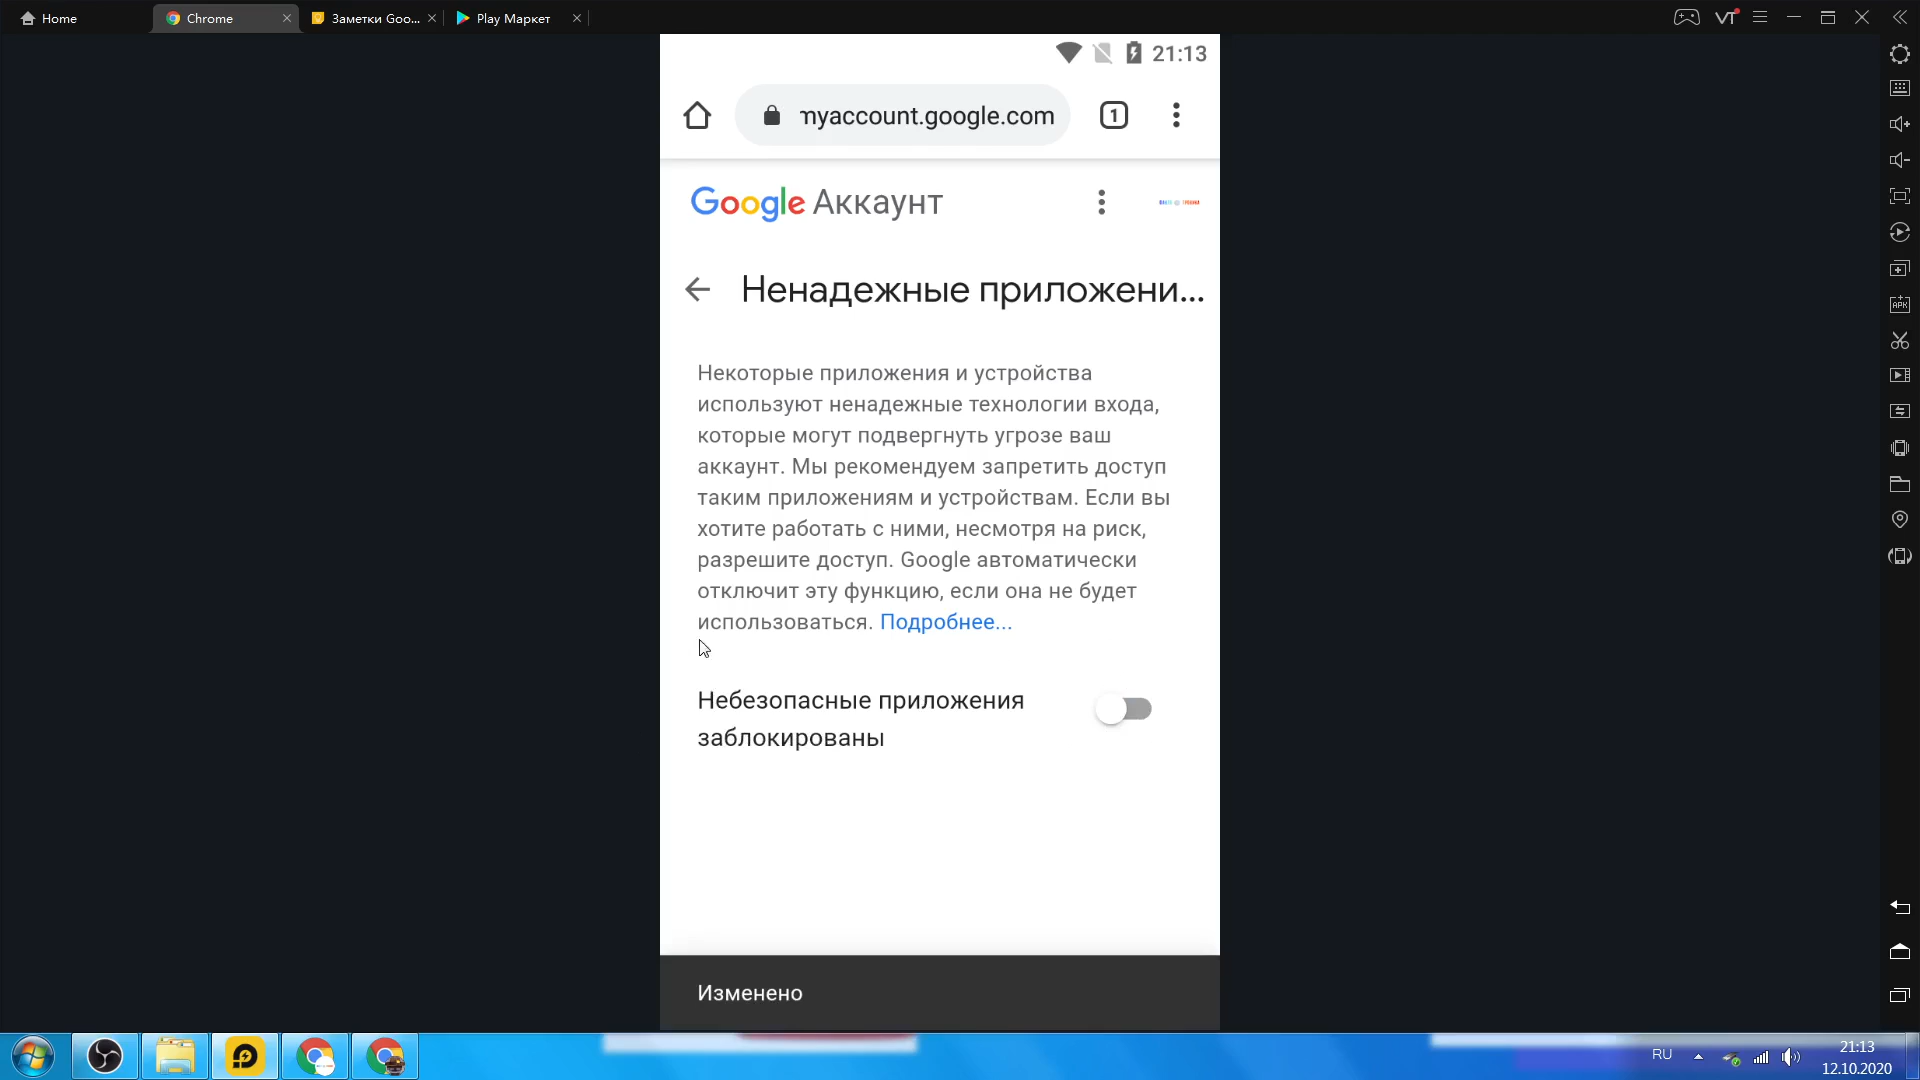 Home
Chrome
Заметки Goo...
Play Маркет
21:13
myaccount.google.com
1
Google Аккаунт
Ненадежные приложени...
Некоторые приложения и устройства
используют ненадежные технологии входа,
которые могут подвергнуть угрозе ваш
аккаунт. Мы рекомендуем запретить доступ
таким приложениям и устройствам. Если вы
хотите работать с ними, несмотря на риск,
разрешите доступ. Google автоматически
отключит эту функцию, если она не будет
использоваться. Подробнее...
Небезопасные приложения
заблокированы
Изменено
VT
APK
RU
21:13
12.10.2020